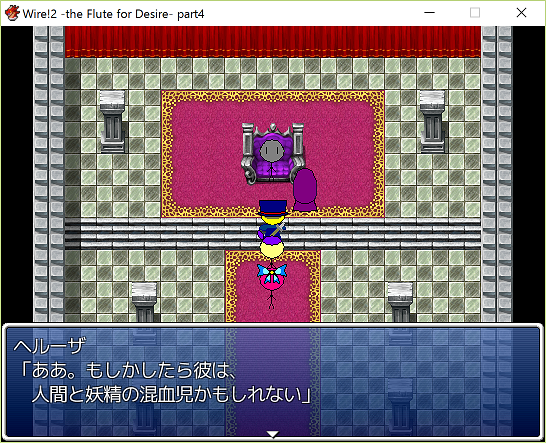 Wire!2 -the Flute for Desire- part4
ヘルーザ
「ああ。もしかしたら彼は、
人間と妖精の混血児かもしれない」